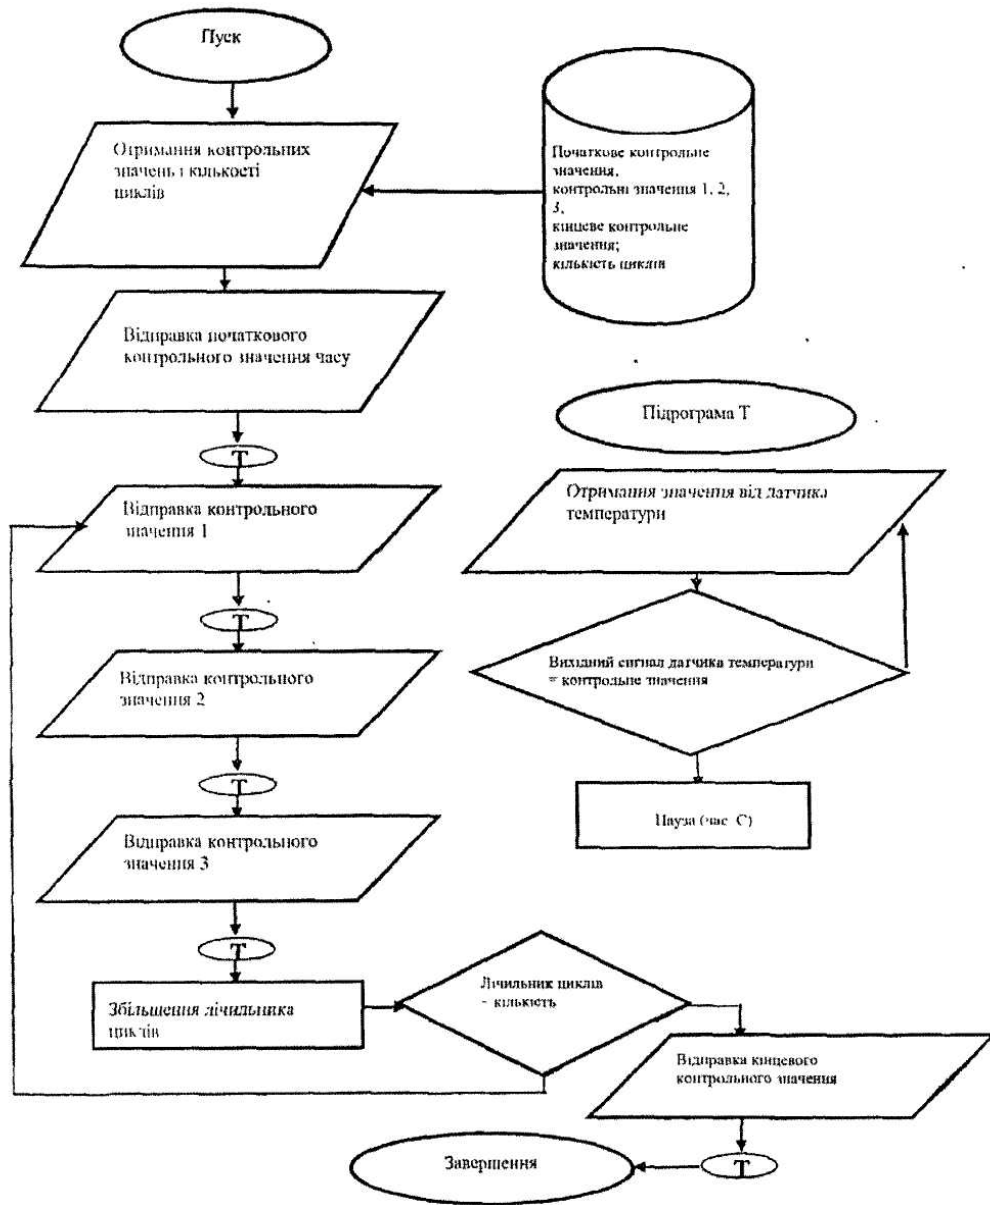 Пуск
Отримання контрольних
значень і кількості
циклів
Початкове контрольне
значення,
контрольні значення 1, 2,
3,
кінцеве контрольне
значення;
кількість циклів
Відправка початкового
контрольного значення часу
Т
Відправка контрольного
значення 1
Т
Відправка контрольного
значення 2
Т
Відправка контрольного
значення 3
Т
Збільшення лічильника
циклів
Лічильник циклів
= кількість
Відправка кінцевого
контрольного значення
Т
Завершення
Підрограма Т
Отримання значення від датчика
температури
Вихідний сигнал датчика температури
= контрольне значення
Пауза (час С)